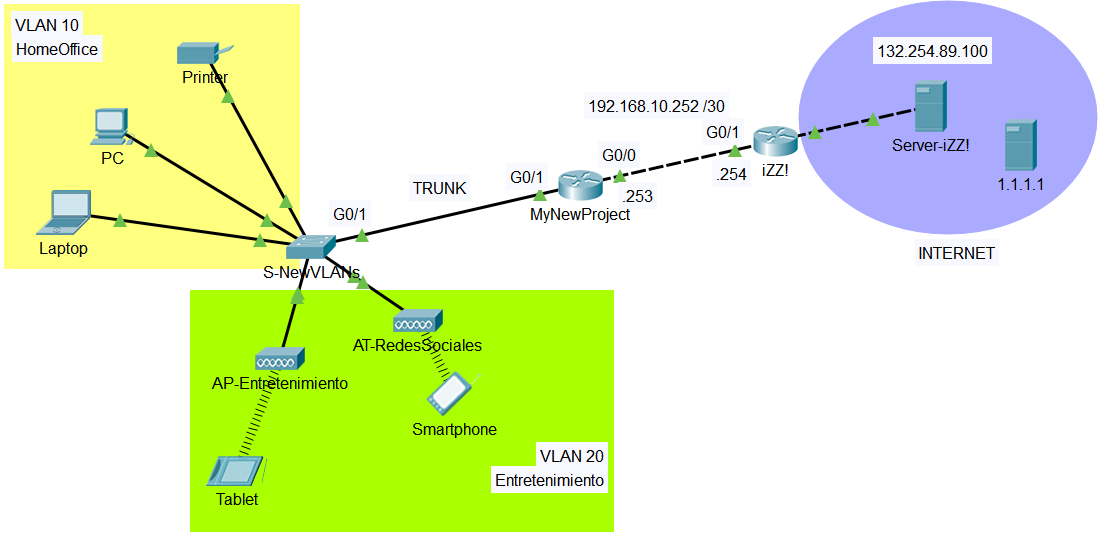 VLAN 10
HomeOffice
Printer
PC
Laptop
S-NewVLANs
G0/1
TRUNK
G0/1
MyNewProject
G0/0
.253
192.168.10.252 /30
G0/1
.254
iZZ!
132.254.89.100
Server-iZZ!
1.1.1.1
INTERNET
AT-RedesSociales
AP-Entretenimiento
Smartphone
Tablet
VLAN 20
Entretenimiento